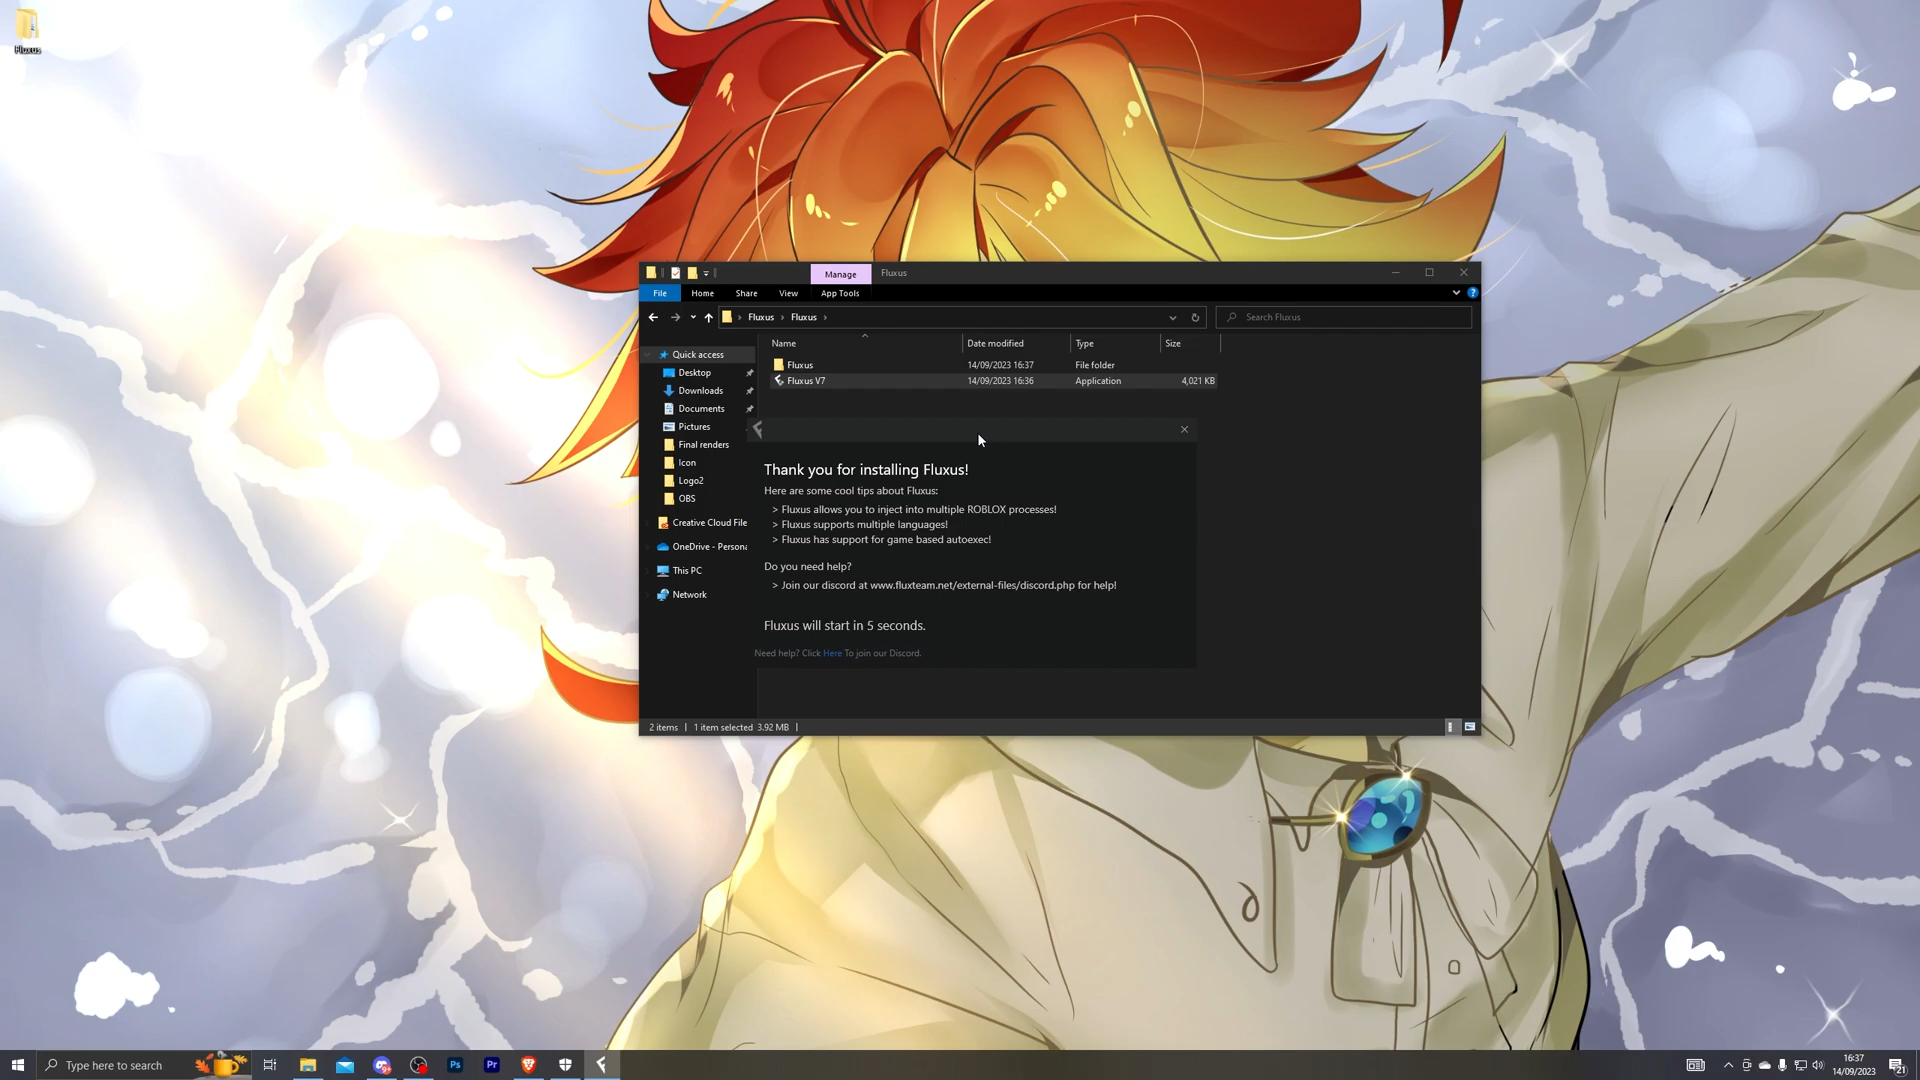 Fluxus
Manage
Fluxus
File
Home
Share
View
App Tools
Fluxus
Fluxus
Search Fluxus
Name
Date modified
Type
Size
Quick access
Desktop
Downloads
Documents
Pictures
Final renders
Icon
Logo2
OBS
Creative Cloud File
OneDrive - Persona
This PC
Network
Fluxus 14/09/2023 16:37 File folder
Fluxus V7 14/09/2023 16:36 Application 4,021 KB
Thank you for installing Fluxus!
Here are some cool tips about Fluxus:
> Fluxus allows you to inject into multiple ROBLOX processes!
> Fluxus supports multiple languages!
> Fluxus has support for game based autoexec!
Do you need help?
> Join our discord at www.fluxteam.net/external-files/discord.php for help!
Fluxus will start in 5 seconds.
Need help? Click Here To join our Discord.
2 items 1 item selected 3.92 MB
Type here to search
Ps
Pr
16:37
14/09/2023
21